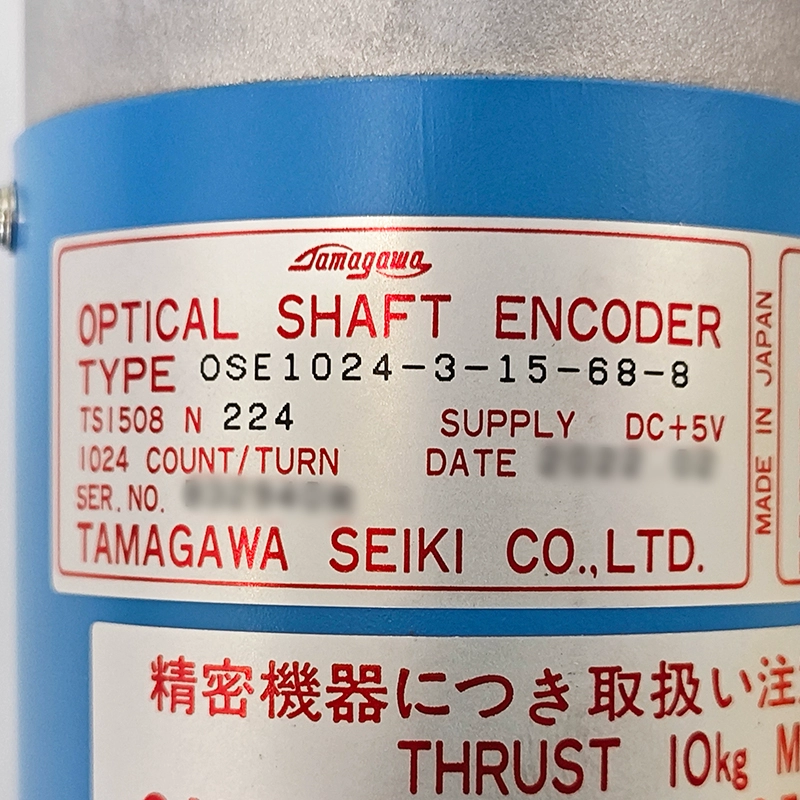 Tamagawa
OPTICAL SHAFT ENCODER
TYPE OSE1024-3-15-68-8
TS1508 N 224 SUPPLY DC+5V
1024 COUNT/TURN DATE
SER. NO.
TAMAGAWA SEIKI CO.,LTD.
MADE IN JAPAN
精密機器につき取扱い注
THRUST 10kg